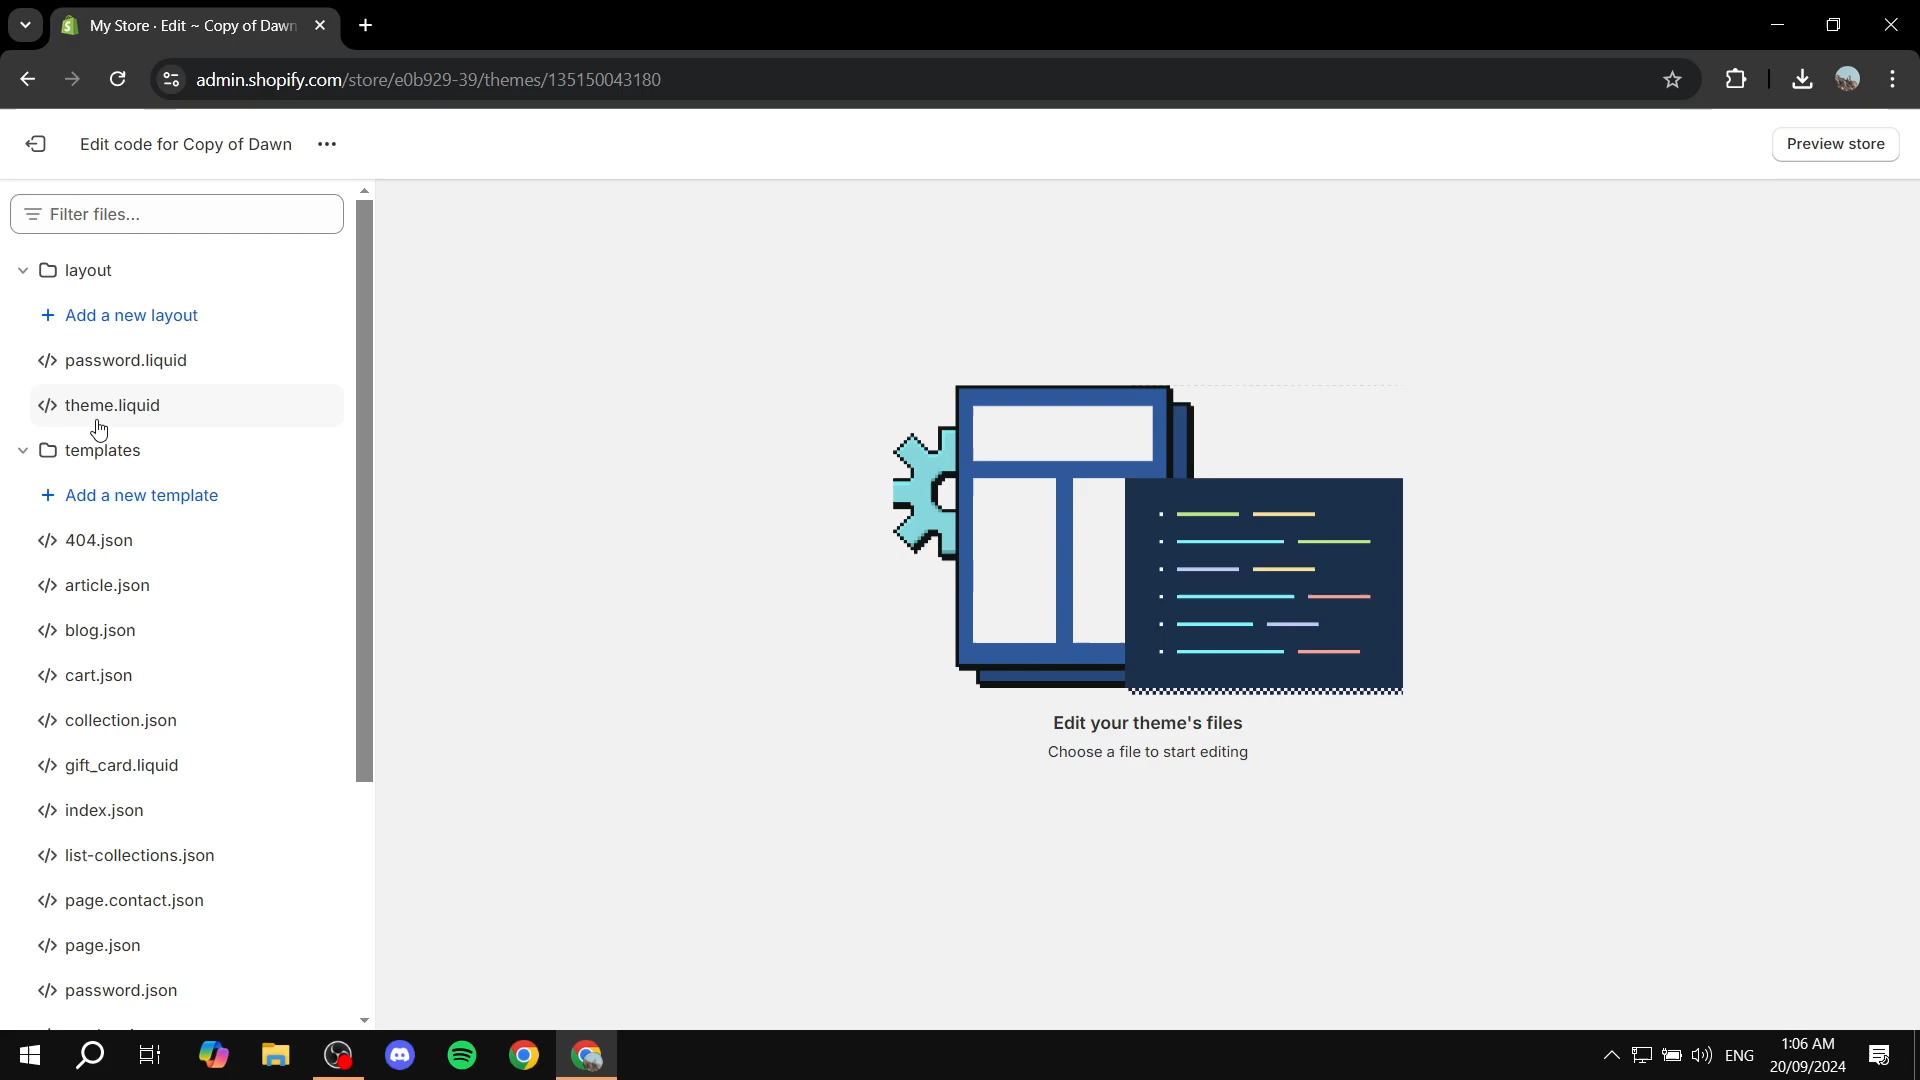 My Store · Edit ~ Copy of Dawn
admin.shopify.com/store/e0b929-39/themes/135150043180
Edit code for Copy of Dawn
Preview store
Filter files...
layout
Add a new layout
password.liquid
theme.liquid
templates
Add a new template
404.json
article.json
blog.json
cart.json
collection.json
gift_card.liquid
index.json
list-collections.json
page.contact.json
page.json
password.json
Edit your theme's files
Choose a file to start editing
ENG
1:06 AM
20/09/2024